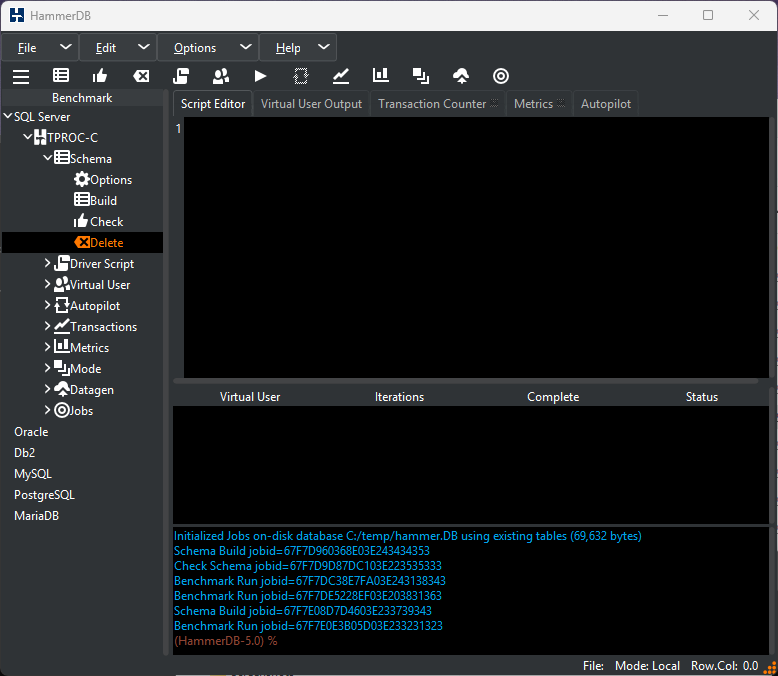 HammerDB
File Edit Options Help
Benchmark
Script Editor Virtual User Output Transaction Counter Metrics Autopilot
1
SQL Server
TPROC-C
Schema
Options
Build
Check
Delete
Driver Script
Virtual User
Autopilot
Transactions
Metrics
Mode
Datagen
Jobs
Oracle
Db2
MySQL
PostgreSQL
MariaDB
Virtual User Iterations Complete Status
Initialized Jobs on-disk database C:/temp/hammer.DB using existing tables (69,632 bytes)
Schema Build jobid=67F7D960368E03E243434353
Check Schema jobid=67F7D9D87DC103E223535333
Benchmark Run jobid=67F7DC38E7FA03E243138343
Benchmark Run jobid=67F7DE5228EF03E203831363
Schema Build jobid=67F7E08D7D4603E233739343
Benchmark Run jobid=67F7E0E3B05D03E233231323
(HammerDB-5.0) %
File: Mode: Local Row.Col: 0.0